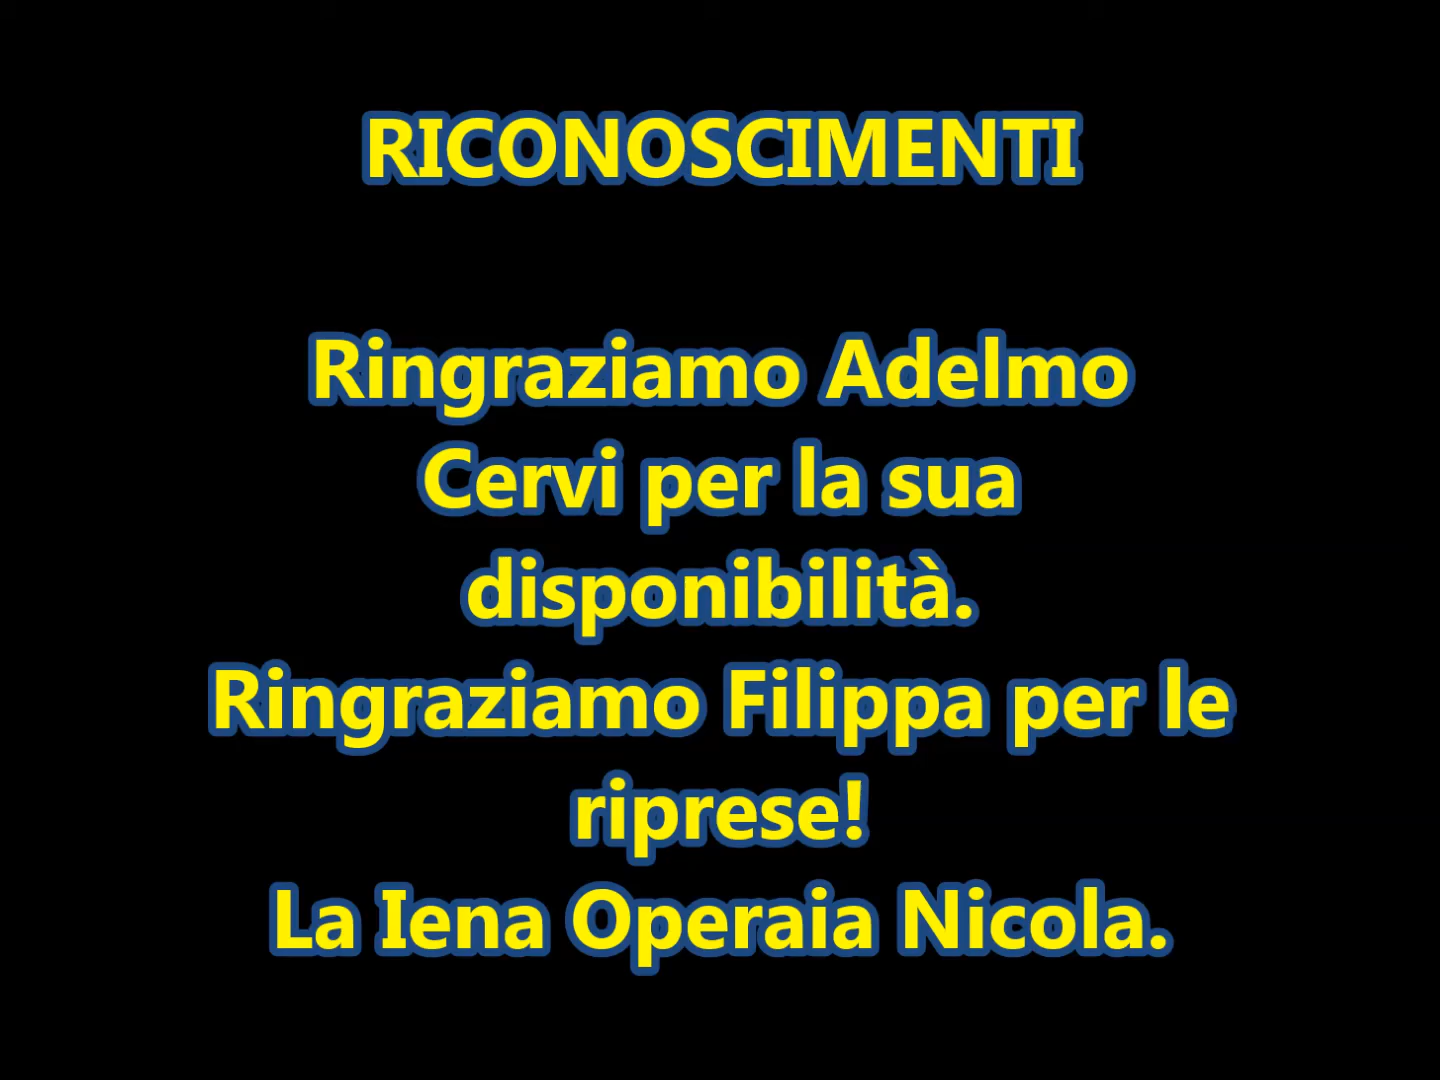 RICONOSCIMENTI
Ringraziamo Adelmo
Cervi per la sua
disponibilità.
Ringraziamo Filippa per le
riprese!
La Iena Operaia Nicola.